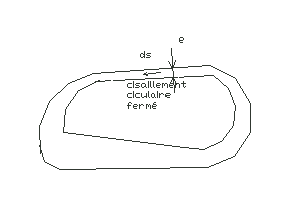 e
ds
cisaillement
ciculaire
fermé